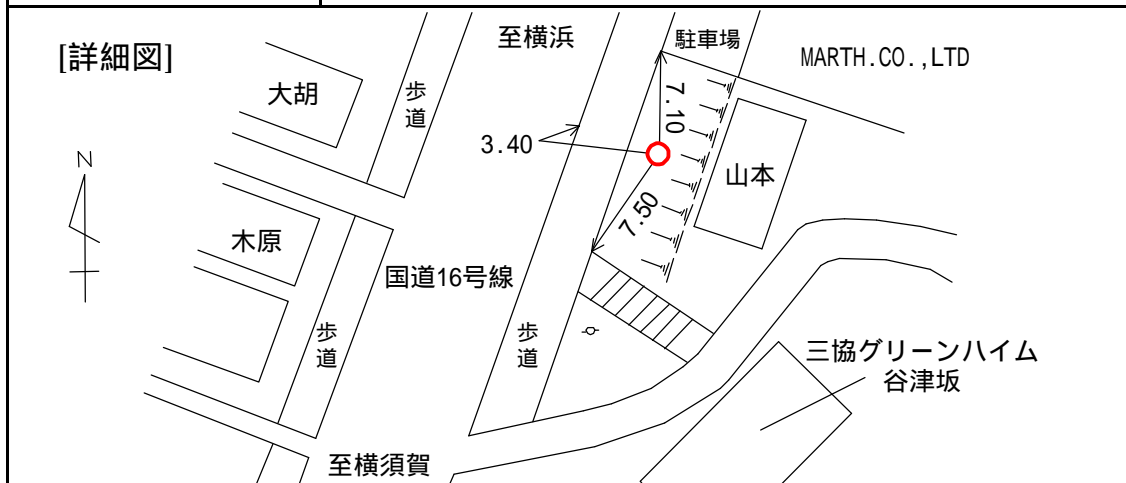 [詳細図]
至横浜
駐車場
MARTH.CO.,LTD
大胡
歩道
7.10
3.40
N
山本
7.50
木原
国道16号線
歩道
歩道
三協グリーンハイム
谷津坂
至横須賀